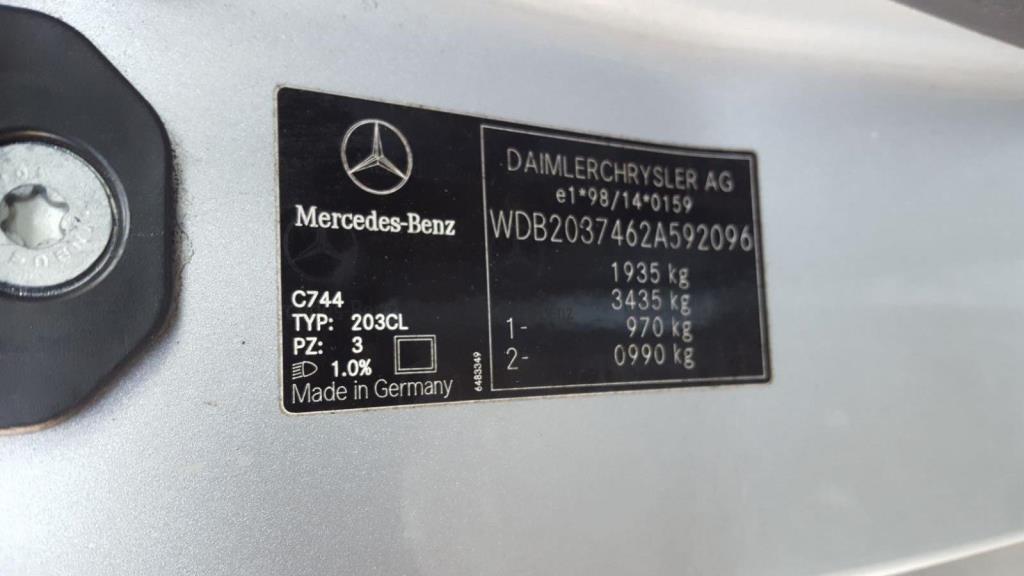 Mercedes-Benz
C744
TYP: 203CL
PZ: 3
1.0%
Made in Germany
6483349
DAIMLERCHRYSLER AG
e1*98/14*0159
WDB2037462A592096
1935 kg
3435 kg
1- 970 kg
2- 0990 kg